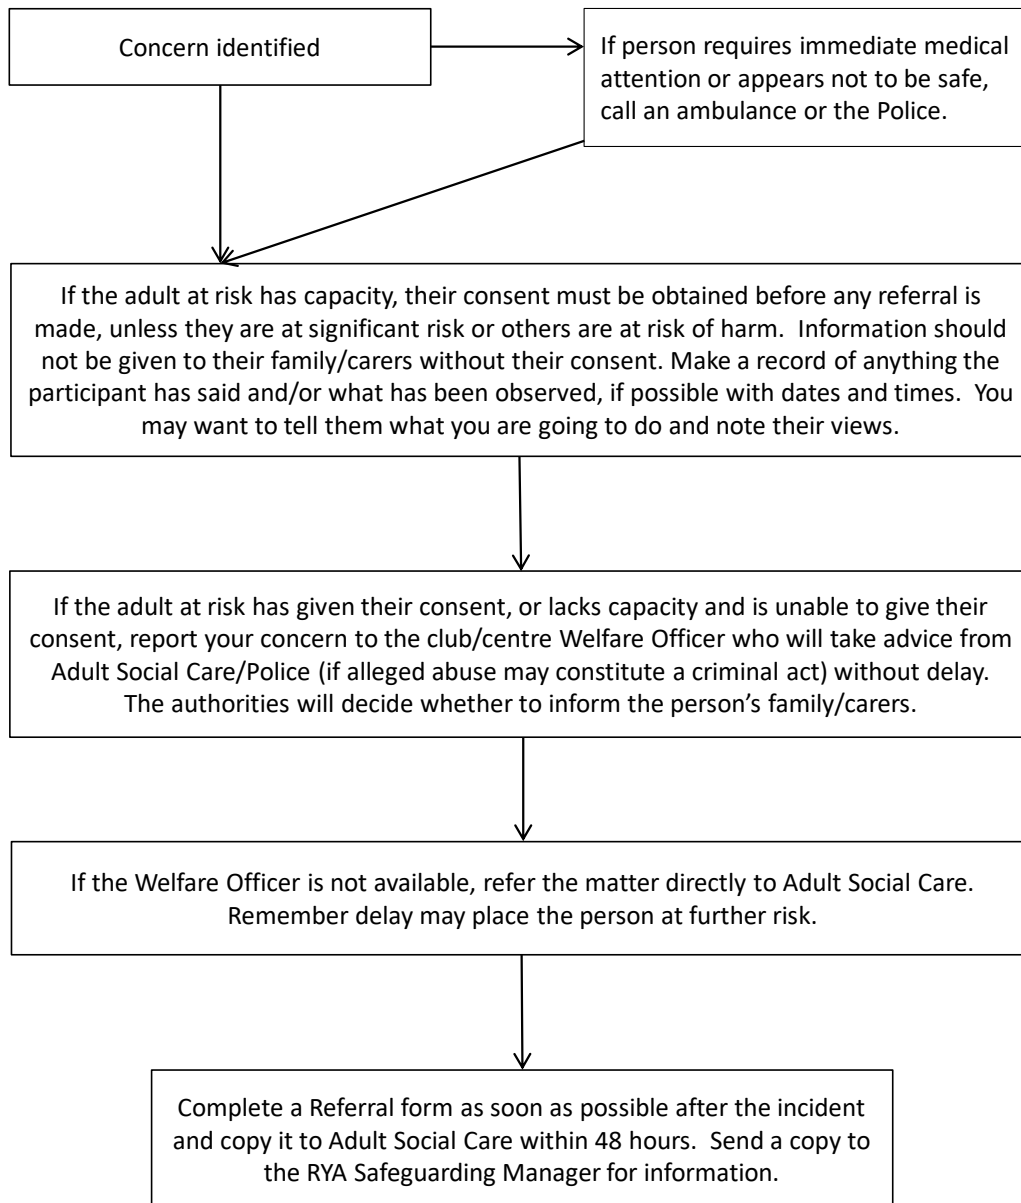 Concern identified
If person requires immediate medical
attention or appears not to be safe,
call an ambulance or the Police.
If the adult at risk has capacity, their consent must be obtained before any referral is
made, unless they are at significant risk or others are at risk of harm.  Information should
not be given to their family/carers without their consent. Make a record of anything the
participant has said and/or what has been observed, if possible with dates and times.  You
may want to tell them what you are going to do and note their views.
If the adult at risk has given their consent, or lacks capacity and is unable to give their
consent, report your concern to the club/centre Welfare Officer who will take advice from
Adult Social Care/Police (if alleged abuse may constitute a criminal act) without delay.
The authorities will decide whether to inform the person’s family/carers.
If the Welfare Officer is not available, refer the matter directly to Adult Social Care.
Remember delay may place the person at further risk.
Complete a Referral form as soon as possible after the incident
and copy it to Adult Social Care within 48 hours.  Send a copy to
the RYA Safeguarding Manager for information.